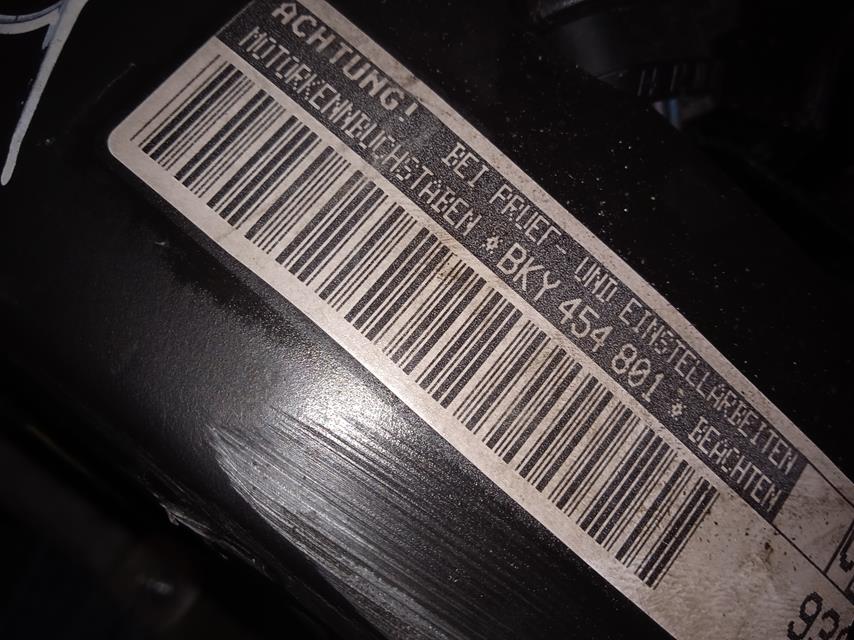 ACHTUNG! BEI PRUEF- UND EINSTELLARBEITEN
MOTORKENNBUCHSTABEN * BKY 454 801 * BEACHTEN